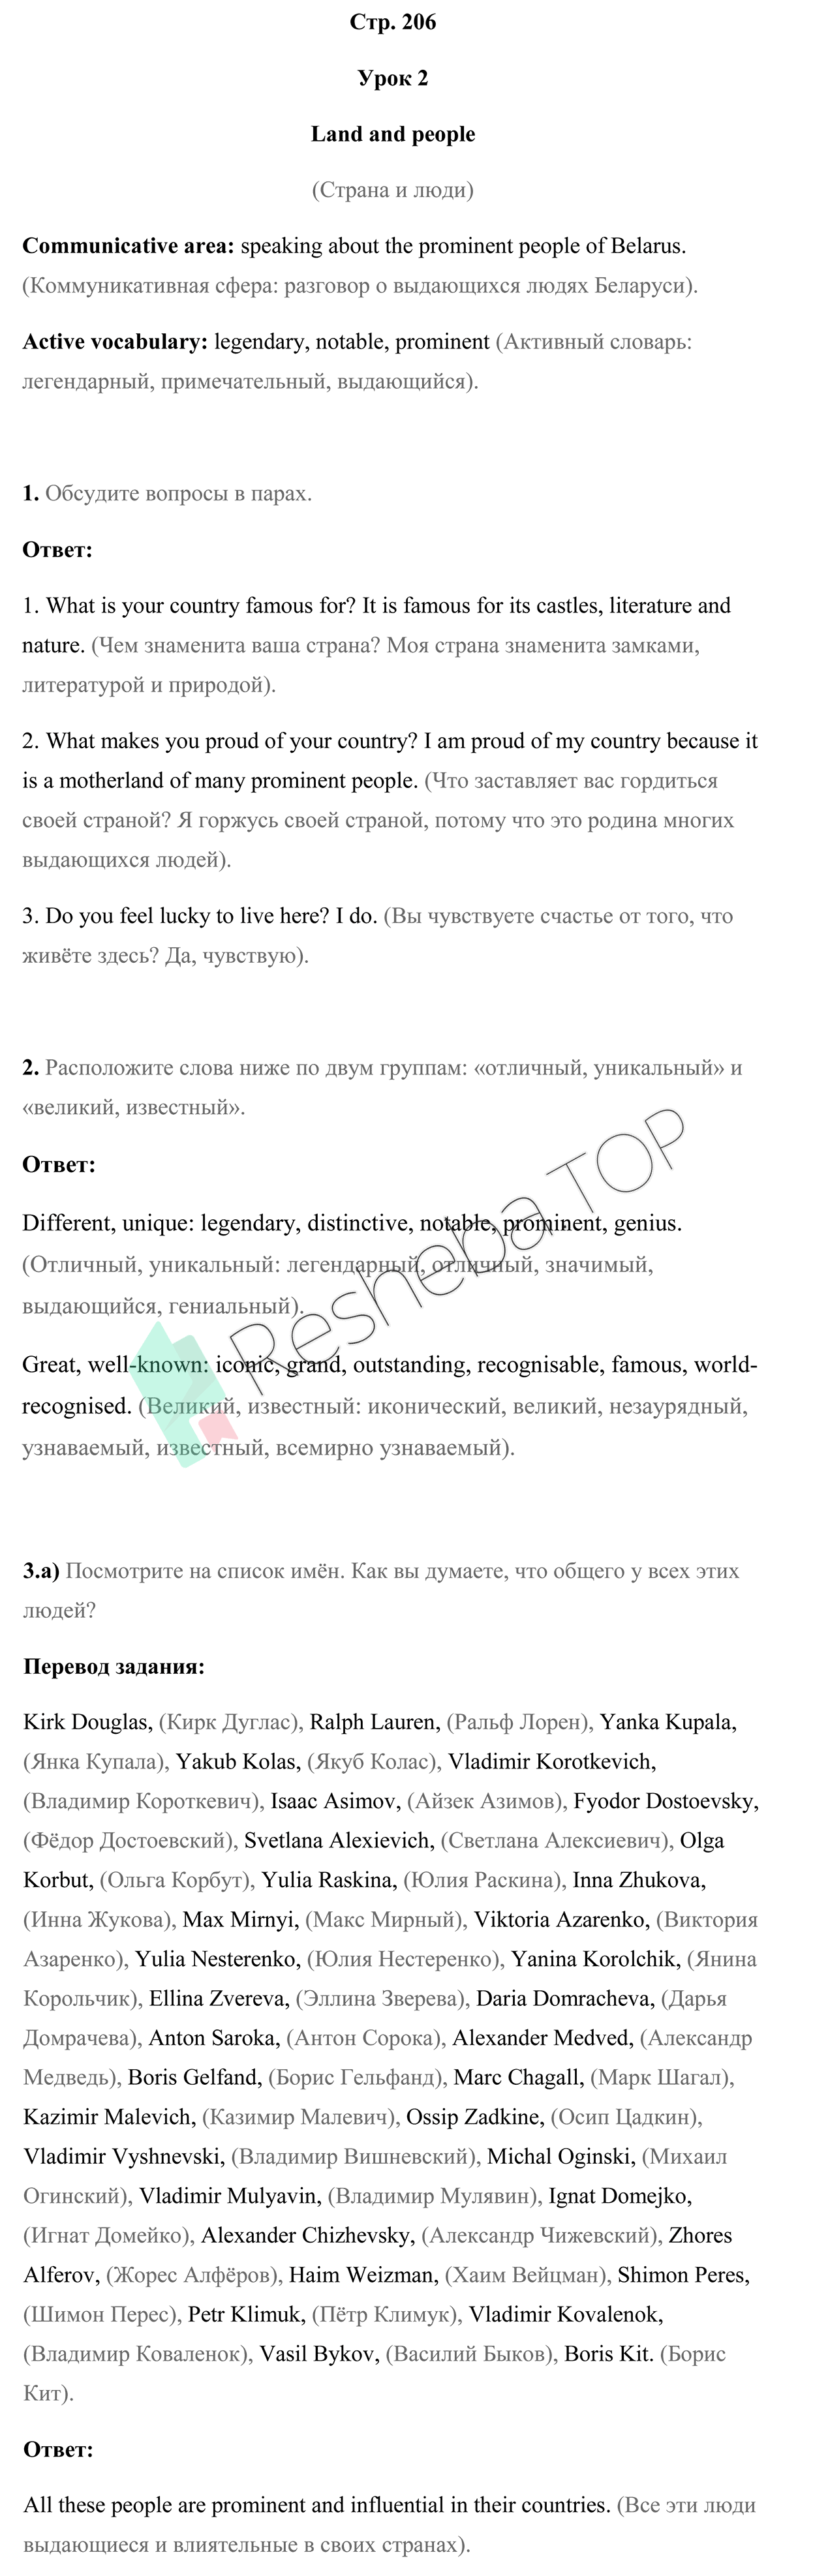 Стр. 206
Урок 2
Land and people
(Страна и люди)
Communicative area: speaking about the prominent people of Belarus.
(Коммуникативная сфера: разговор о выдающихся людях Беларуси).
Active vocabulary: legendary, notable, prominent (Активный словарь:
легендарный, примечательный, выдающийся).
1. Обсудите вопросы в парах.
Ответ:
1. What is your country famous for? It is famous for its castles, literature and
nature. (Чем знаменита ваша страна? Моя страна знаменита замками,
литературой и природой).
2. What makes you proud of your country? I am proud of my country because it
is a motherland of many prominent people. (Что заставляет вас гордиться
своей страной? Я горжусь своей страной, потому что это родина многих
выдающихся людей).
3. Do you feel lucky to live here? I do. (Вы чувствуете счастье от того, что
живёте здесь? Да, чувствую).
2. Расположите слова ниже по двум группам: «отличный, уникальный» и
«великий, известный».
Ответ:
Different, unique: legendary, distinctive, notable, prominent, genius.
(Отличный, уникальный: легендарный, отличный, значимый,
выдающийся, гениальный).
Great, well-known: iconic, grand, outstanding, recognisable, famous, world-
recognised. (Великий, известный: иконический, великий, незаурядный,
узнаваемый, известный, всемирно узнаваемый).
Resheba TOP
3.a) Посмотрите на список имён. Как вы думаете, что общего у всех этих
людей?
Перевод задания:
Kirk Douglas, (Кирк Дуглас), Ralph Lauren, (Ральф Лорен), Yanka Kupala,
(Янка Купала), Yakub Kolas, (Якуб Колас), Vladimir Korotkevich,
(Владимир Короткевич), Isaac Asimov, (Айзек Азимов), Fyodor Dostoevsky,
(Фёдор Достоевский), Svetlana Alexievich, (Светлана Алексиевич), Olga
Korbut, (Ольга Корбут), Yulia Raskina, (Юлия Раскина), Inna Zhukova,
(Инна Жукова), Max Mirnyi, (Макс Мирный), Viktoria Azarenko, (Виктория
Азаренко), Yulia Nesterenko, (Юлия Нестеренко), Yanina Korolchik, (Янина
Корольчик), Ellina Zvereva, (Эллина Зверева), Daria Domracheva, (Дарья
Домрачева), Anton Saroka, (Антон Сорока), Alexander Medved, (Александр
Медведь), Boris Gelfand, (Борис Гельфанд), Marc Chagall, (Марк Шагал),
Kazimir Malevich, (Казимир Малевич), Ossip Zadkine, (Осип Цадкин),
Vladimir Vyshnevski, (Владимир Вишневский), Michal Oginski, (Михаил
Огинский), Vladimir Mulyavin, (Владимир Мулявин), Ignat Domejko,
(Игнат Домейко), Alexander Chizhevsky, (Александр Чижевский), Zhores
Alferov, (Жорес Алфёров), Haim Weizman, (Хаим Вейцман), Shimon Peres,
(Шимон Перес), Petr Klimuk, (Пётр Климук), Vladimir Kovalenok,
(Владимир Коваленок), Vasil Bykov, (Василий Быков), Boris Kit. (Борис
Кит).
Ответ:
All these people are prominent and influential in their countries. (Все эти люди
выдающиеся и влиятельные в своих странах).